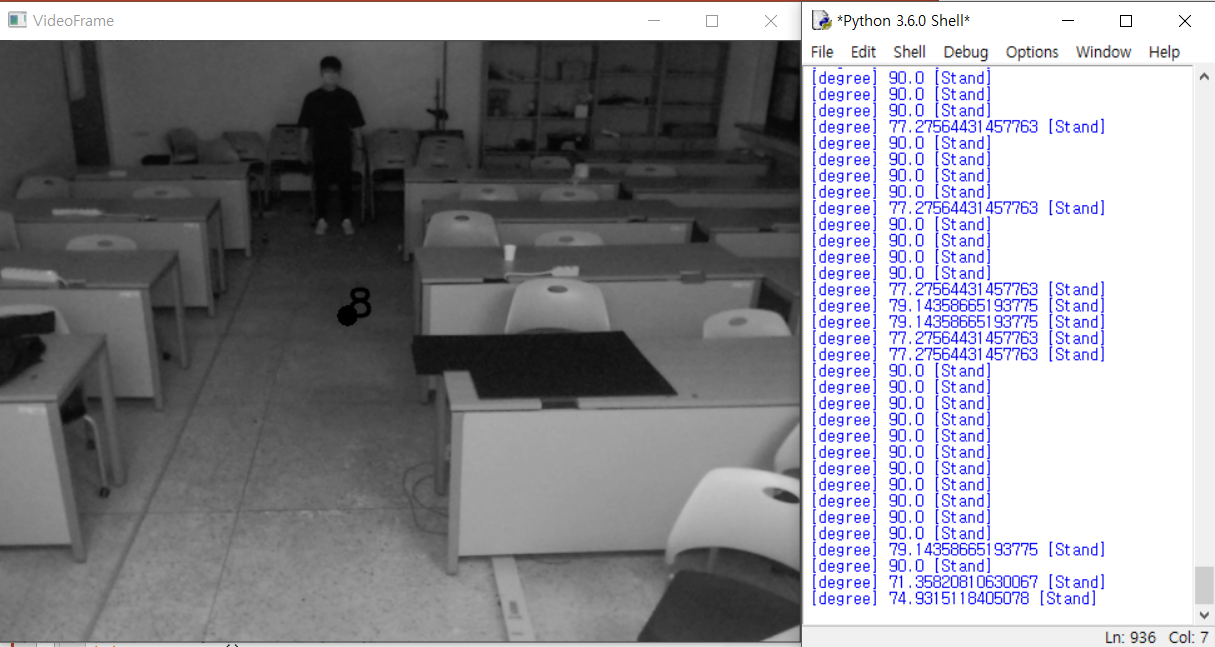 VideoFrame
8
*Python 3.6.0 Shell*
File Edit Shell Debug Options Window Help
[degree] 90.0 [Stand]
[degree] 90.0 [Stand]
[degree] 90.0 [Stand]
[degree] 77.27564431457763 [Stand]
[degree] 90.0 [Stand]
[degree] 90.0 [Stand]
[degree] 90.0 [Stand]
[degree] 90.0 [Stand]
[degree] 77.27564431457763 [Stand]
[degree] 90.0 [Stand]
[degree] 90.0 [Stand]
[degree] 90.0 [Stand]
[degree] 90.0 [Stand]
[degree] 77.27564431457763 [Stand]
[degree] 79.14358665193775 [Stand]
[degree] 79.14358665193775 [Stand]
[degree] 77.27564431457763 [Stand]
[degree] 77.27564431457763 [Stand]
[degree] 90.0 [Stand]
[degree] 90.0 [Stand]
[degree] 90.0 [Stand]
[degree] 90.0 [Stand]
[degree] 90.0 [Stand]
[degree] 90.0 [Stand]
[degree] 90.0 [Stand]
[degree] 90.0 [Stand]
[degree] 90.0 [Stand]
[degree] 90.0 [Stand]
[degree] 90.0 [Stand]
[degree] 79.14358665193775 [Stand]
[degree] 90.0 [Stand]
[degree] 71.35820810630067 [Stand]
[degree] 74.9315118405078 [Stand]
Ln: 936 Col: 7